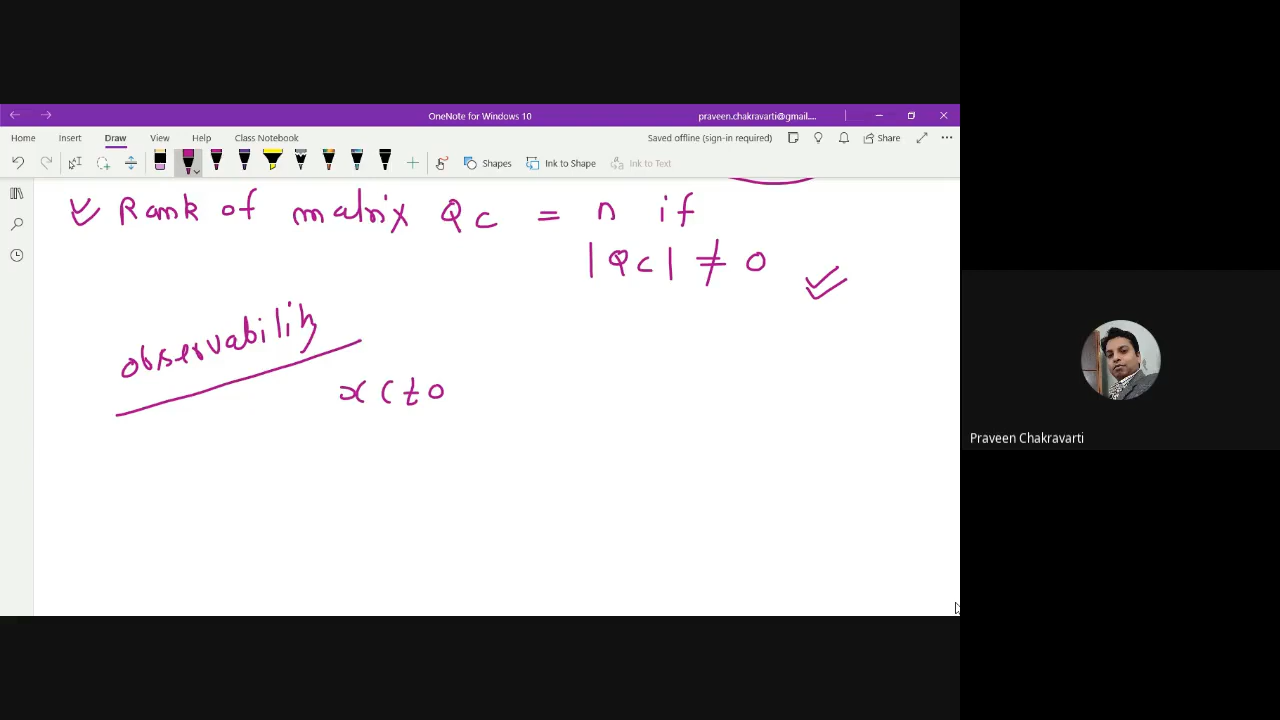 OneNote for Windows 10
praveen.chakravarti@gmail....
Home Insert Draw View Help Class Notebook
Saved offline (sign-in required)
Share
Shapes
Ink to Shape
Ink to Text
Rank of matrix Qc = n if
|Qc| ≠ 0
observability
x(to
Praveen Chakravarti